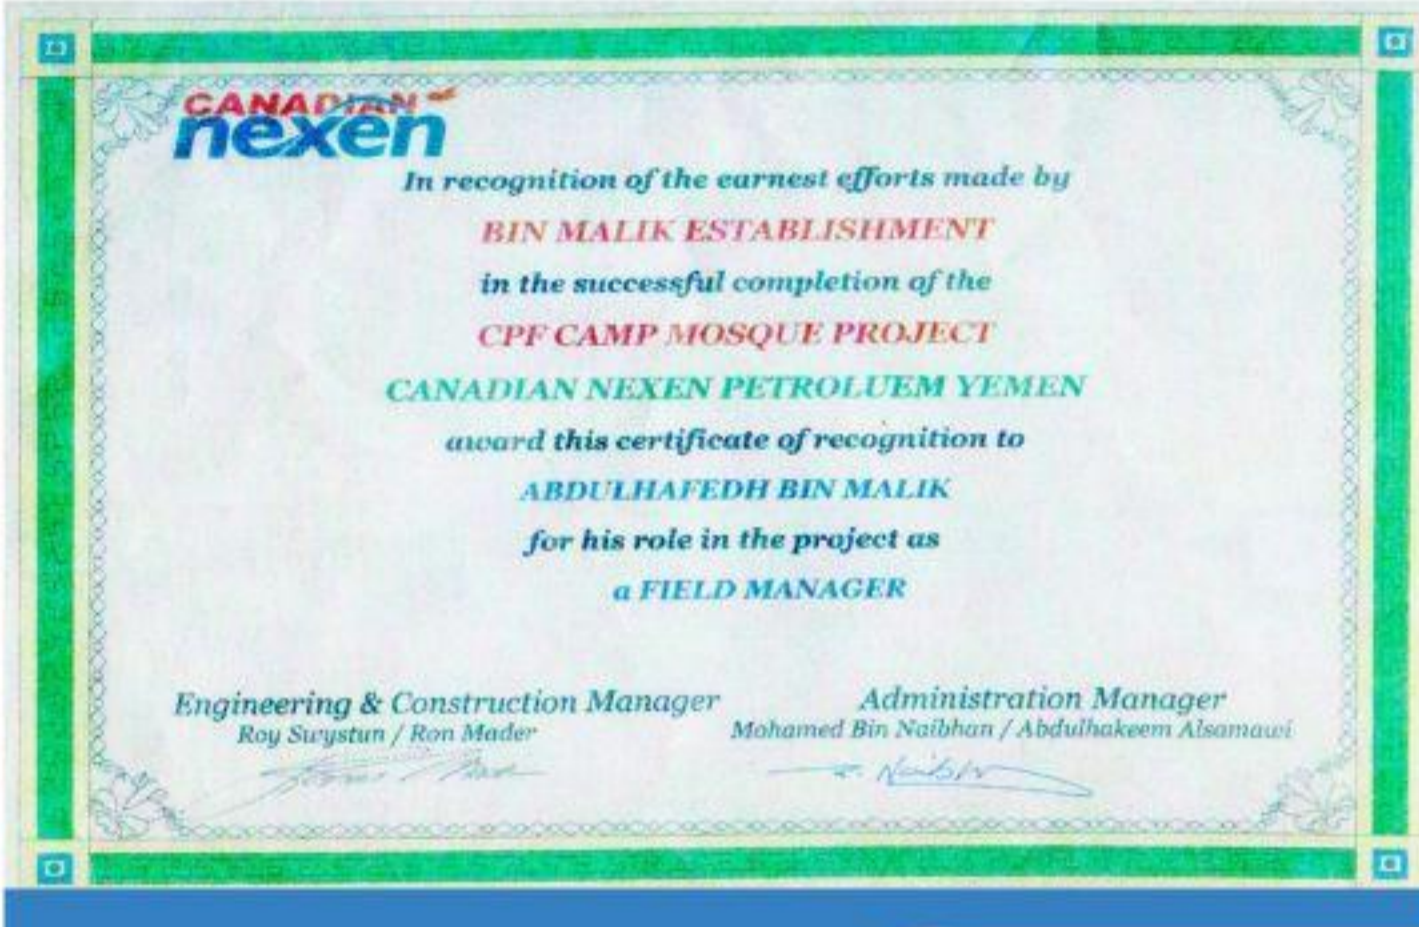 CANADIAN
nexen
In recognition of the earnest efforts made by
BIN MALIK ESTABLISHMENT
in the successful completion of the
CPF CAMP MOSQUE PROJECT
CANADIAN NEXEN PETROLUEM YEMEN
award this certificate of recognition to
ABDULHAFEDH BIN MALIK
for his role in the project as
a FIELD MANAGER
Engineering & Construction Manager
Roy Swystun / Ron Mader
Administration Manager
Mohamed Bin Naibhan / Abdulhakeem Alsamawi